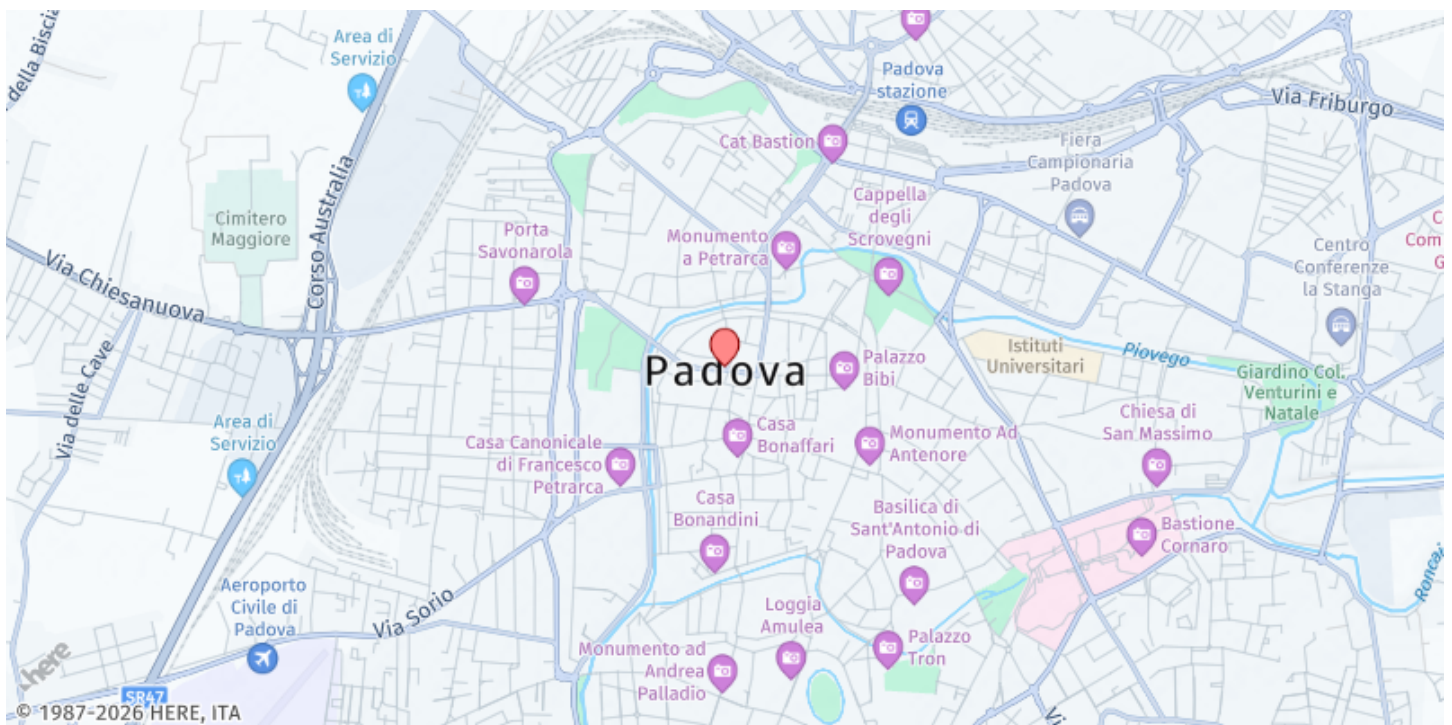 della Biscia
Area di
Servizio
Padova
stazione
Via Friburgo
Cat Bastion
Fiera
Campionaria
Padova
Corso Australia
Cimitero
Maggiore
Porta
Savonarola
Monumento
a Petrarca
Cappella
degli
Scrovegni
Centro
Conferenze
la Stanga
C
Com
G
Via Chiesanuova
Via delle Cave
Padova
Palazzo
Bibi
Istituti
Universitari
Piovego
Giardino Col.
Venturini e
Natale
Area di
Servizio
Casa Canonicale
di Francesco
Petrarca
Casa
Bonaffari
Monumento Ad
Antenore
Chiesa di
San Massimo
Casa
Bonandini
Basilica di
Sant'Antonio di
Padova
Bastione
Cornaro
Aeroporto
Civile di
Padova
Via Sorio
Loggia
Amulea
Monumento ad
Andrea
Palladio
Palazzo
Tron
Vi
here
SR47
© 1987-2026 HERE, ITA